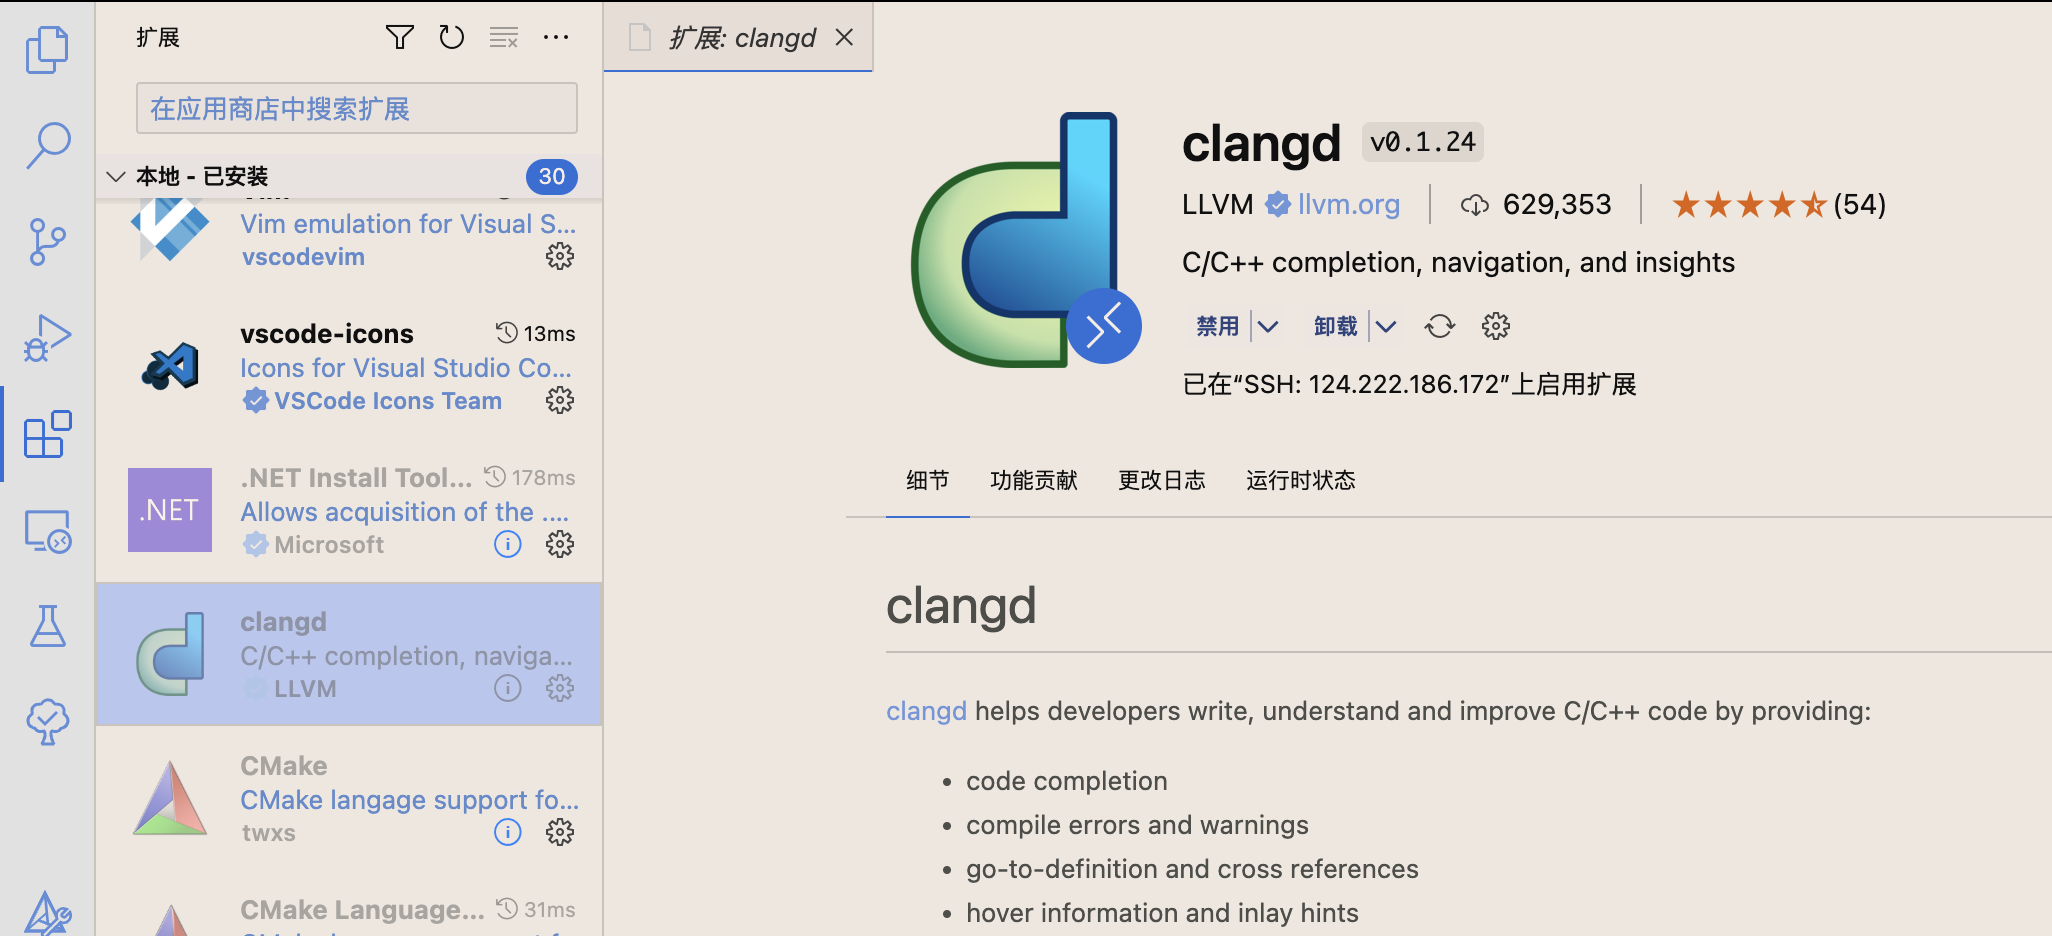 扩展
在应用商店中搜索扩展
本地 - 已安装
30
Vim emulation for Visual S...
vscodevim
vscode-icons
13ms
Icons for Visual Studio Co...
VSCode Icons Team
.NET
.NET Install Tool...
178ms
Allows acquisition of the ....
Microsoft
clangd
C/C++ completion, naviga...
LLVM
CMake
CMake langage support fo...
twxs
CMake Language...
31ms
扩展: clangd
clangd
v0.1.24
LLVM
llvm.org
629,353
(54)
C/C++ completion, navigation, and insights
禁用
卸载
已在“SSH: 124.222.186.172”上启用扩展
细节
功能贡献
更改日志
运行时状态
clangd
clangd helps developers write, understand and improve C/C++ code by providing:
• code completion
• compile errors and warnings
• go-to-definition and cross references
• hover information and inlay hints